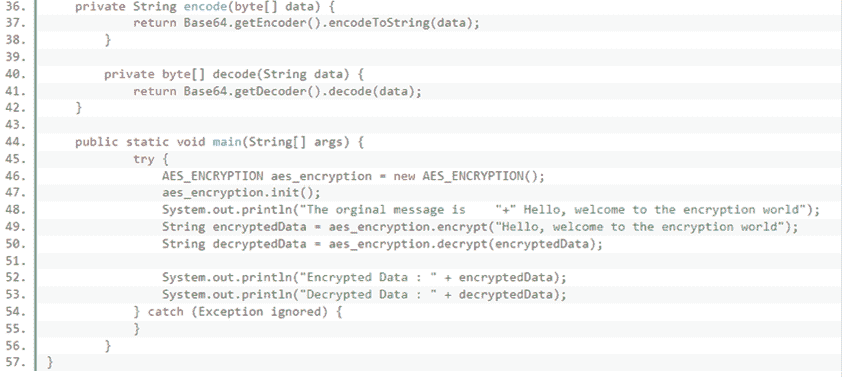 36. private String encode(byte[] data) {
37. return Base64.getEncoder().encodeToString(data);
38. }
39.
40. private byte[] decode(String data) {
41. return Base64.getDecoder().decode(data);
42. }
43.
44. public static void main(String[] args) {
45. try {
46. AES_ENCRYPTION aes_encryption = new AES_ENCRYPTION();
47. aes_encryption.init();
48. System.out.println("The orginal message is    "+" Hello, welcome to the encryption world");
49. String encryptedData = aes_encryption.encrypt("Hello, welcome to the encryption world");
50. String decryptedData = aes_encryption.decrypt(encryptedData);
51.
52. System.out.println("Encrypted Data : " + encryptedData);
53. System.out.println("Decrypted Data : " + decryptedData);
54. } catch (Exception ignored) {
55. }
56. }
57. }